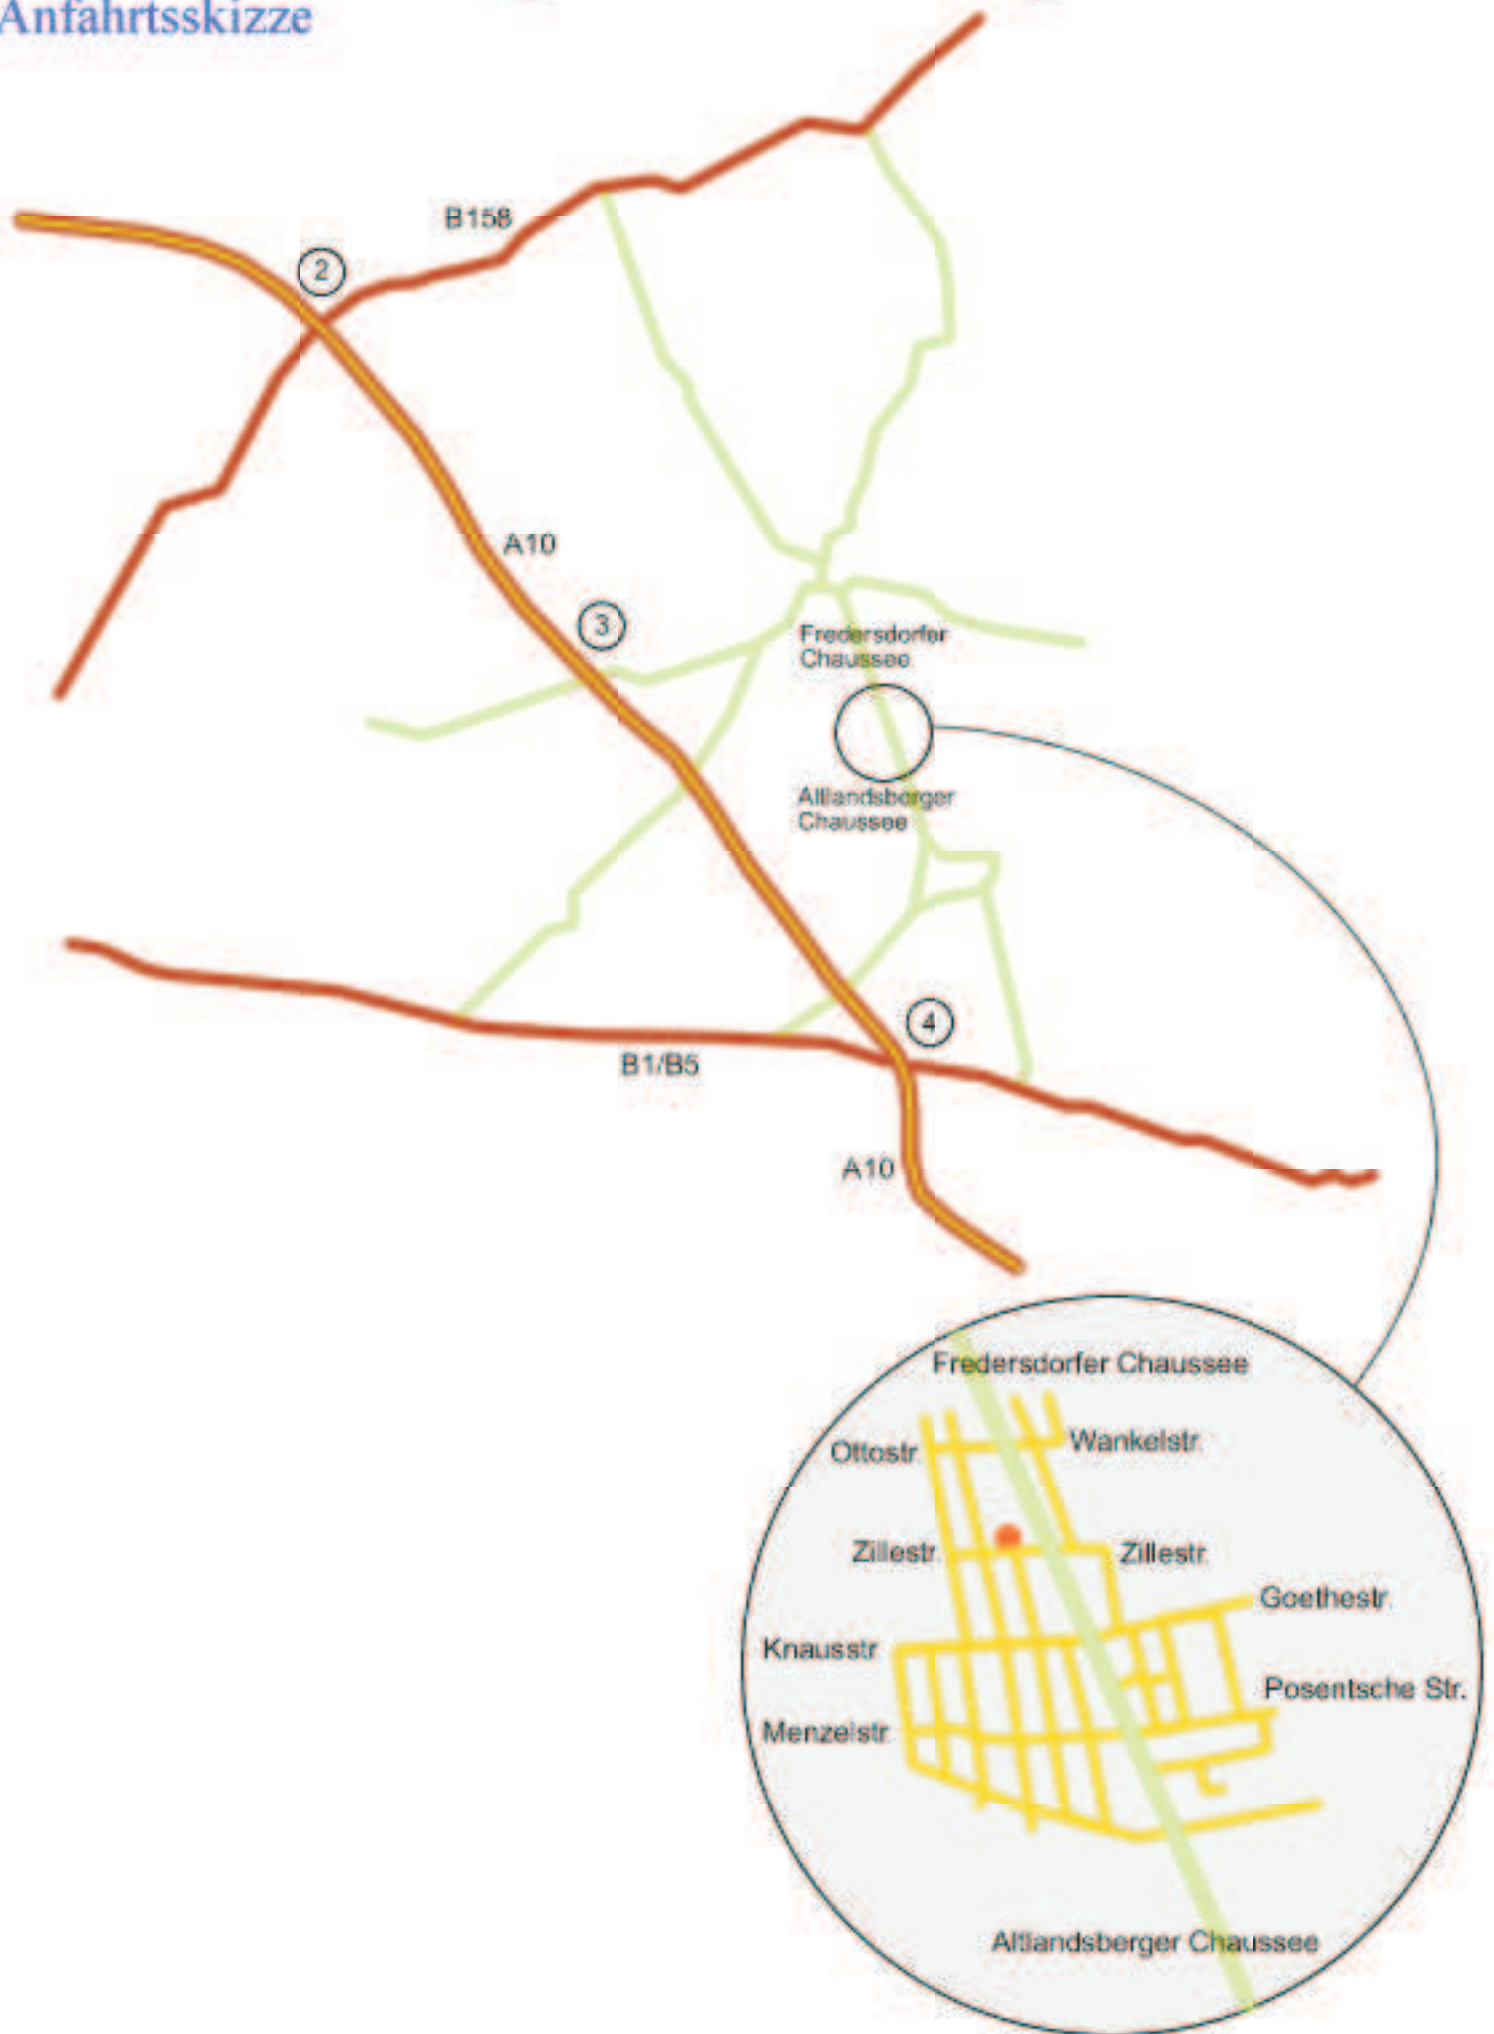 Anfahrtsskizze
B158
2
A10
3
Fredersdorfer
Chaussee
Altlandsberger
Chaussee
4
B1/B5
A10
Fredersdorfer Chaussee
Ottostr.
Wankelstr.
Zillestr.
Zillestr.
Goethestr.
Knausstr.
Posentsche Str.
Menzelstr.
Altlandsberger Chaussee